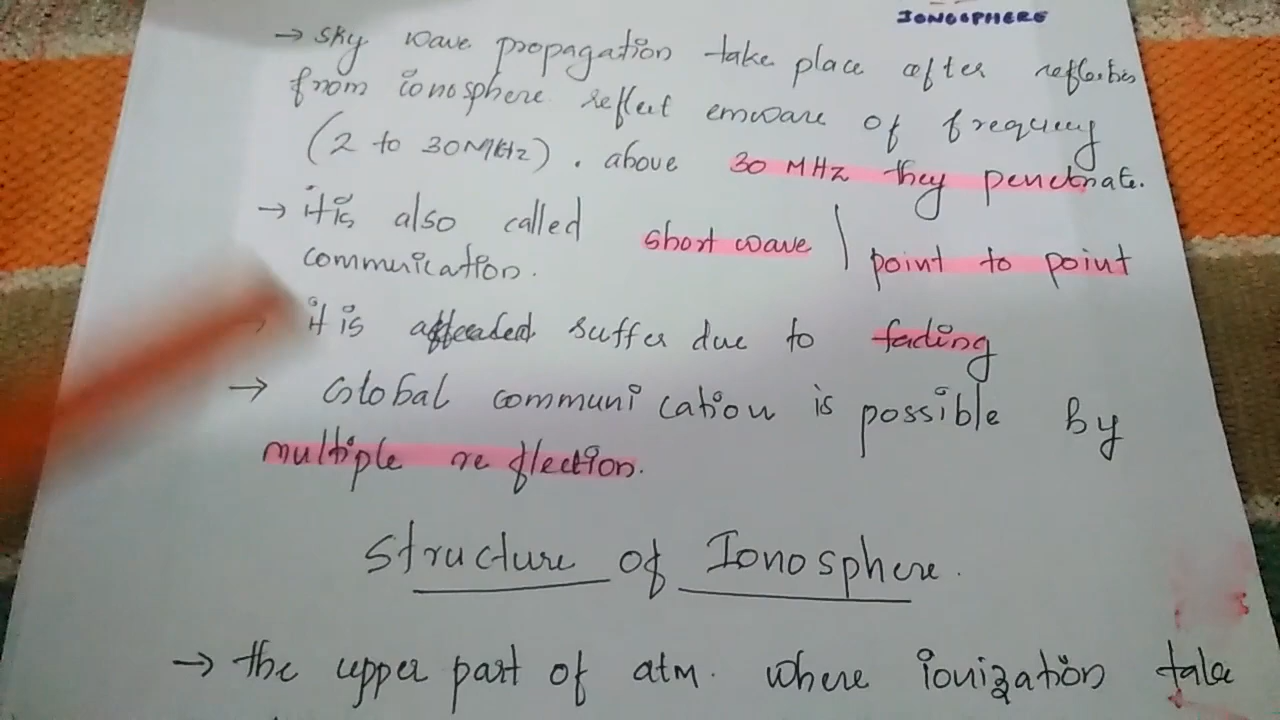 IONOSPHERE
→ sky wave propagation take place after reflection
from ionosphere reflect emwave of frequency
(2 to 30MHz). above 30 MHz they penetrate.
→ it is also called short wave / point to point
communication.
→ it is suffer due to fading
→ Global communication is possible by
multiple reflection.
Structure of Ionosphere.
→ the upper part of atm. where ionization take